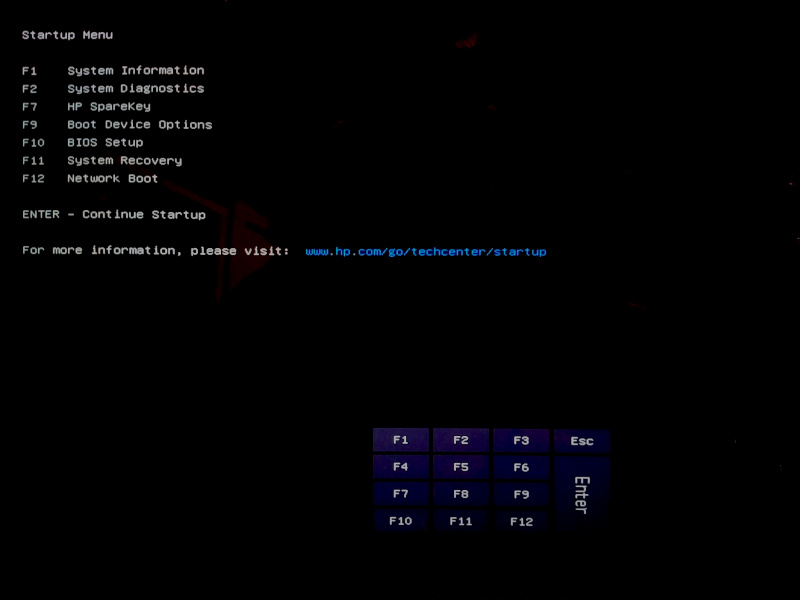 Startup Menu
F1 System Information
F2 System Diagnostics
F7 HP SpareKey
F9 Boot Device Options
F10 BIOS Setup
F11 System Recovery
F12 Network Boot
ENTER - Continue Startup
For more information, please visit: www.hp.com/go/techcenter/startup
F1 F2 F3 Esc
F4 F5 F6
F7 F8 F9
Enter
F10 F11 F12